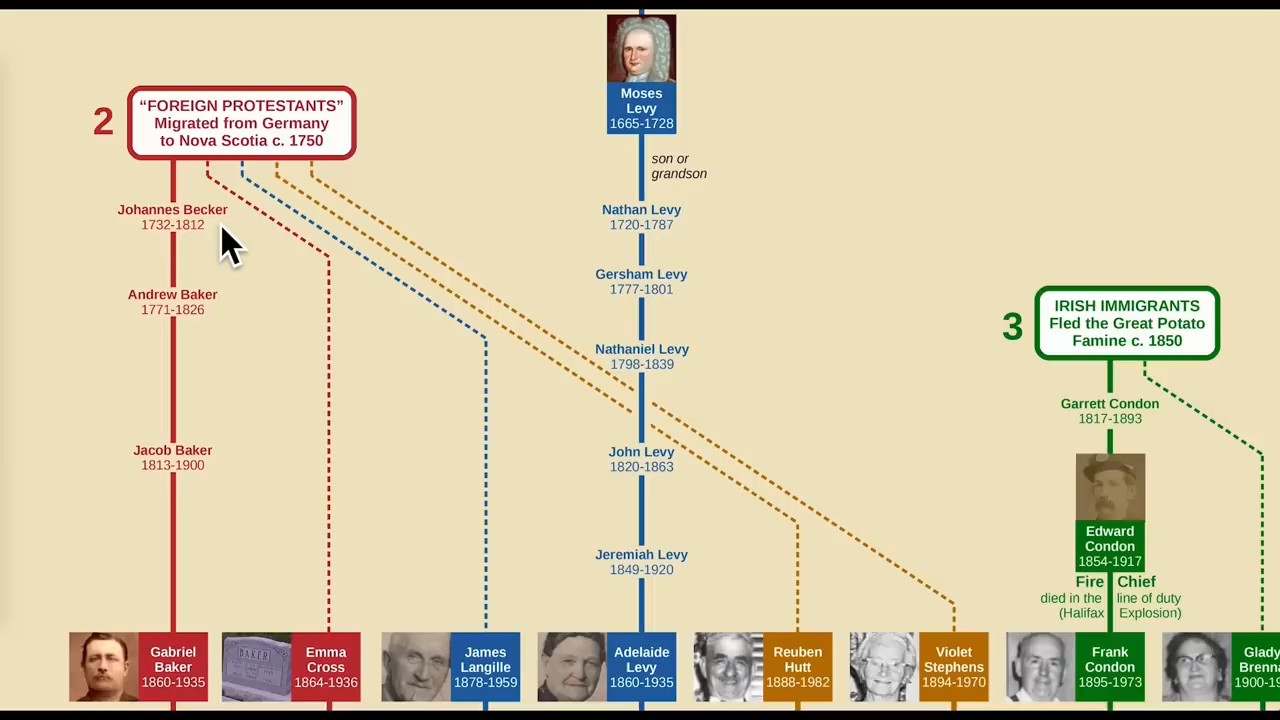 2
“FOREIGN PROTESTANTS”
Migrated from Germany
to Nova Scotia c. 1750
Johannes Becker
1732-1812
Andrew Baker
1771-1826
Jacob Baker
1813-1900
Gabriel
Baker
1860-1935
BAKER
Emma
Cross
1864-1936
James
Langille
1878-1959
Moses
Levy
1665-1728
son or
grandson
Nathan Levy
1720-1787
Gersham Levy
1777-1801
Nathaniel Levy
1798-1839
John Levy
1820-1863
Jeremiah Levy
1849-1920
Adelaide
Levy
1860-1935
Reuben
Hutt
1888-1982
Violet
Stephens
1894-1970
3
IRISH IMMIGRANTS
Fled the Great Potato
Famine c. 1850
Garrett Condon
1817-1893
Edward
Condon
1854-1917
Fire Chief
died in the line of duty
(Halifax Explosion)
Frank
Condon
1895-1973
Glady
Brenna
1900-19